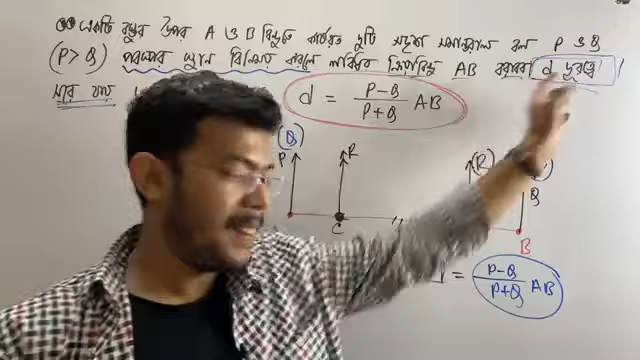 একটি বস্তুর উপর A ও B বিন্দুতে কার্যরত দুটি সদৃশ সমান্তরাল বল P ও Q
(P > Q) পরস্পর স্থান বিনিময় করলে লব্ধির ক্রিয়াবিন্দু AB বরাবর d দূরত্বে
সরে যায়
d = P-Q / P+Q AB
(Q)
P R (R)
Q
C B
= P-Q / P+Q AB